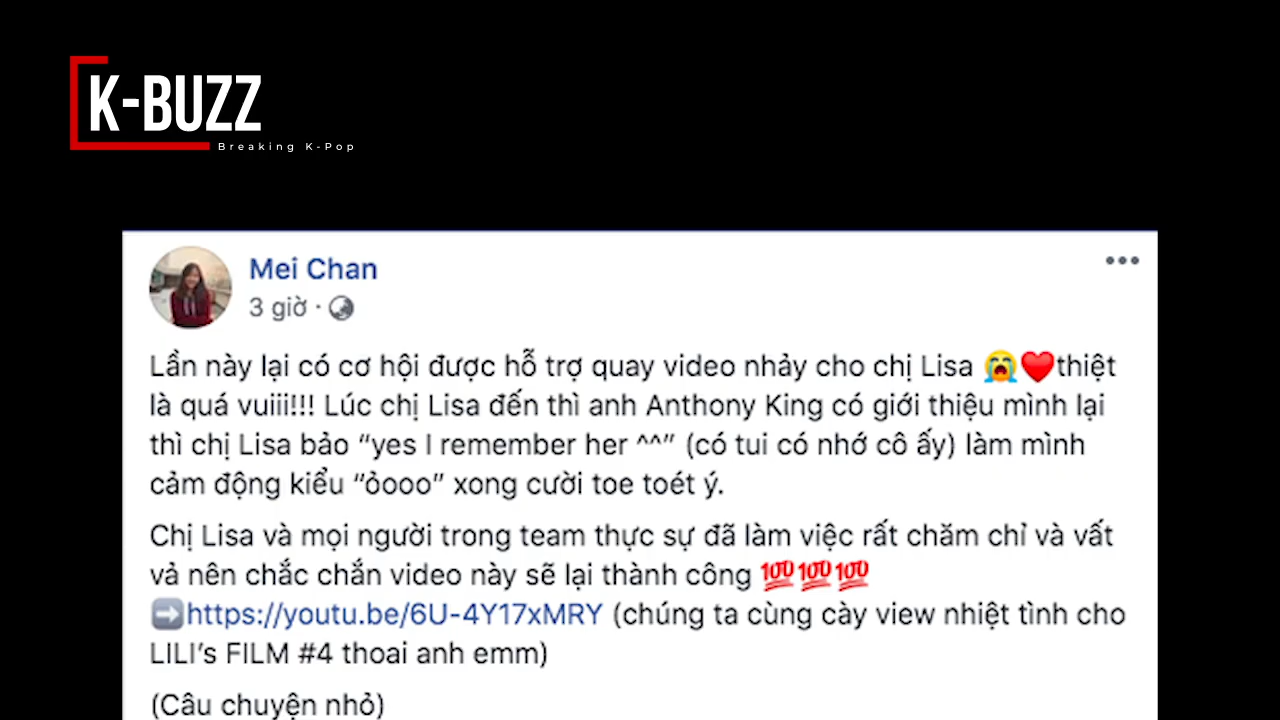 K-BUZZ
Breaking K-Pop
Mei Chan
3 giờ ·
Lần này lại có cơ hội được hỗ trợ quay video nhảy cho chị Lisa 😭❤️thiệt
là quá vuiii!!! Lúc chị Lisa đến thì anh Anthony King có giới thiệu mình lại
thì chị Lisa bảo “yes I remember her ^^” (có tui có nhớ cô ấy) làm mình
cảm động kiểu “ỏooo” xong cười toe toét ý.
Chị Lisa và mọi người trong team thực sự đã làm việc rất chăm chỉ và vất
vả nên chắc chắn video này sẽ lại thành công 💯💯💯
➡️https://youtu.be/6U-4Y17xMRY (chúng ta cùng cày view nhiệt tình cho
LILI’s FILM #4 thoai anh emm)
(Câu chuyện nhỏ)